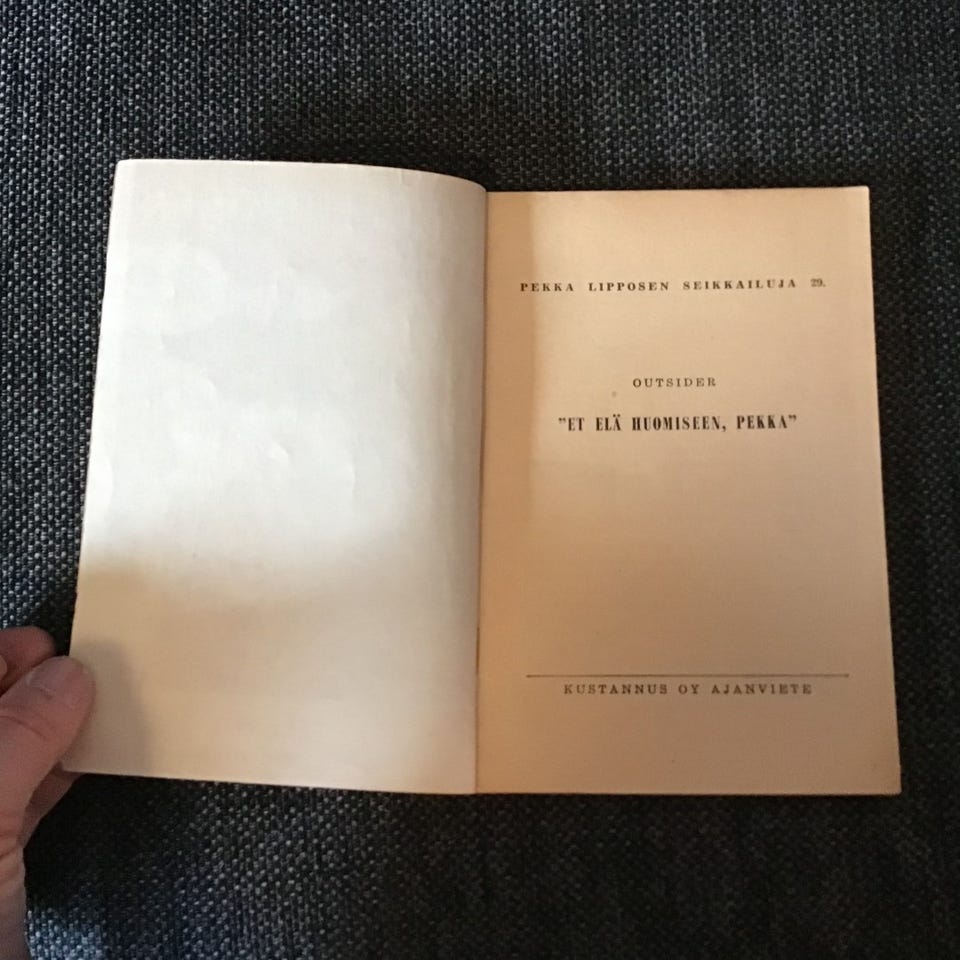 PEKKA LIPPOSEN SEIKKAILUJA 29.
OUTSIDER
"ET ELÄ HUOMISEEN, PEKKA"
KUSTANNUS OY AJANVIETE